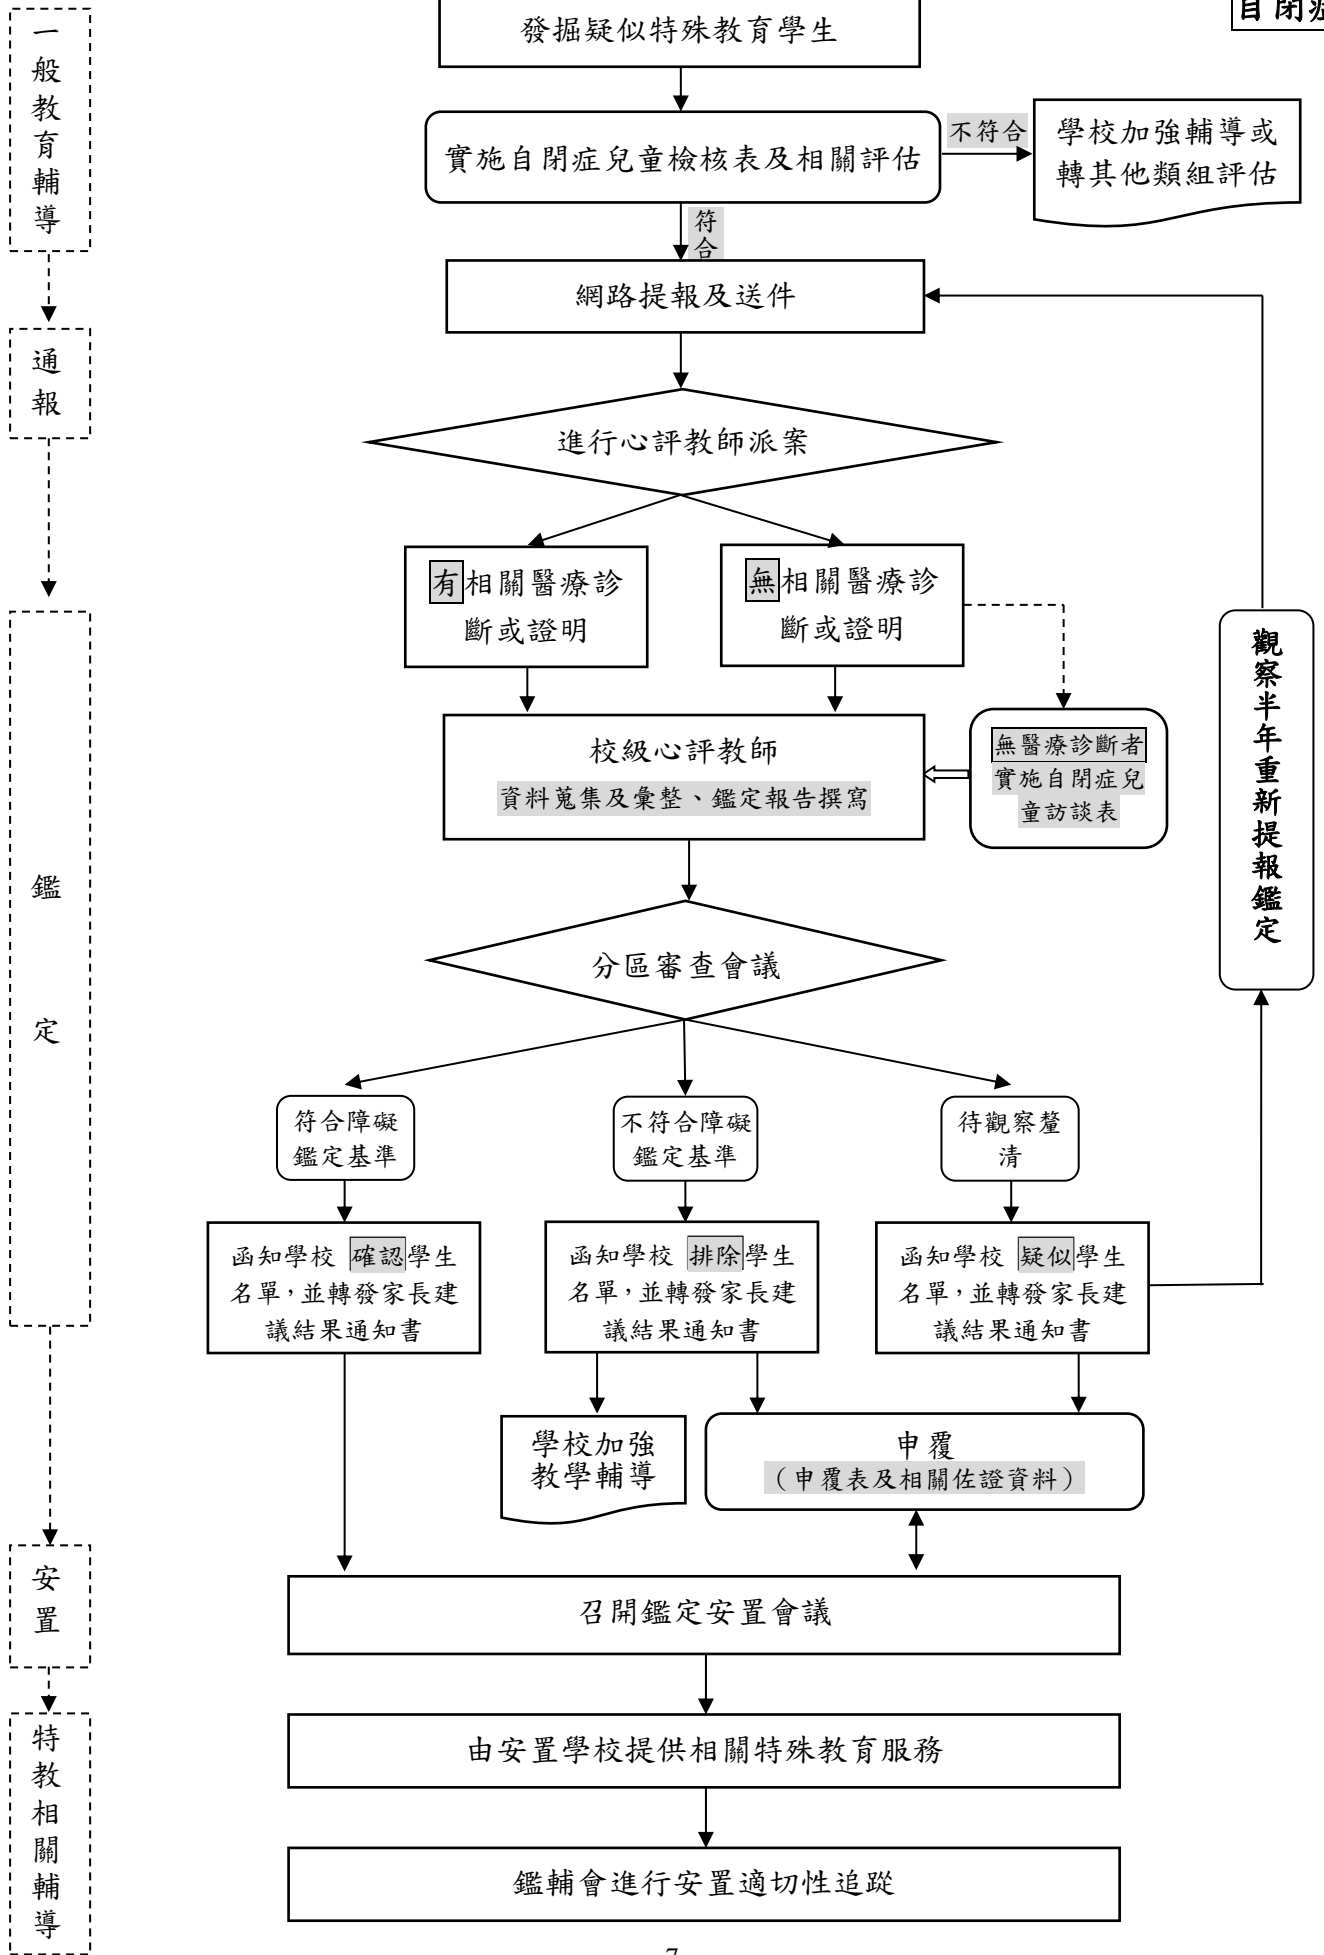 自閉症
發掘疑似特殊教育學生
實施自閉症兒童檢核表及相關評估
不符合
學校加強輔導或
轉其他類組評估
符
合
網路提報及送件
進行心評教師派案
有相關醫療診
斷或證明
無相關醫療診
斷或證明
校級心評教師
資料蒐集及彙整、鑑定報告撰寫
無醫療診斷者
實施自閉症兒
童訪談表
觀察半年重新提報鑑定
分區審查會議
符合障礙
鑑定基準
不符合障礙
鑑定基準
待觀察釐
清
函知學校 確認學生
名單，並轉發家長建
議結果通知書
函知學校 排除學生
名單，並轉發家長建
議結果通知書
函知學校 疑似學生
名單，並轉發家長建
議結果通知書
學校加強
教學輔導
申覆
（申覆表及相關佐證資料）
召開鑑定安置會議
由安置學校提供相關特殊教育服務
鑑輔會進行安置適切性追蹤
一般教育輔導
通報
鑑定
安置
特教相關輔導
7